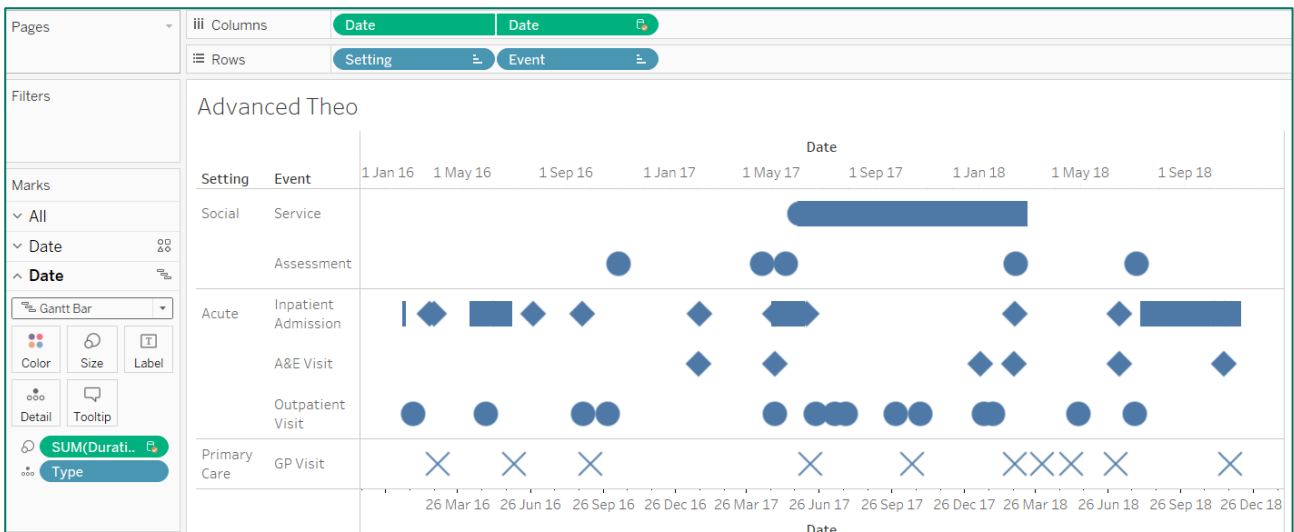 Pages
iii Columns
Date
Date
Rows
Setting
Event
Filters
Advanced Theo
Date
Setting Event 1 Jan 16 1 May 16 1 Sep 16 1 Jan 17 1 May 17 1 Sep 17 1 Jan 18 1 May 18 1 Sep 18
Marks
All
Date
Date
Gantt Bar
Color Size Label
Detail Tooltip
SUM(Durati..
Type
Social Service
Assessment
Acute Inpatient
Admission
A&E Visit
Outpatient
Visit
Primary
Care GP Visit
26 Mar 16 26 Jun 16 26 Sep 16 26 Dec 16 26 Mar 17 26 Jun 17 26 Sep 17 26 Dec 17 26 Mar 18 26 Jun 18 26 Sep 18 26 Dec 18
Date